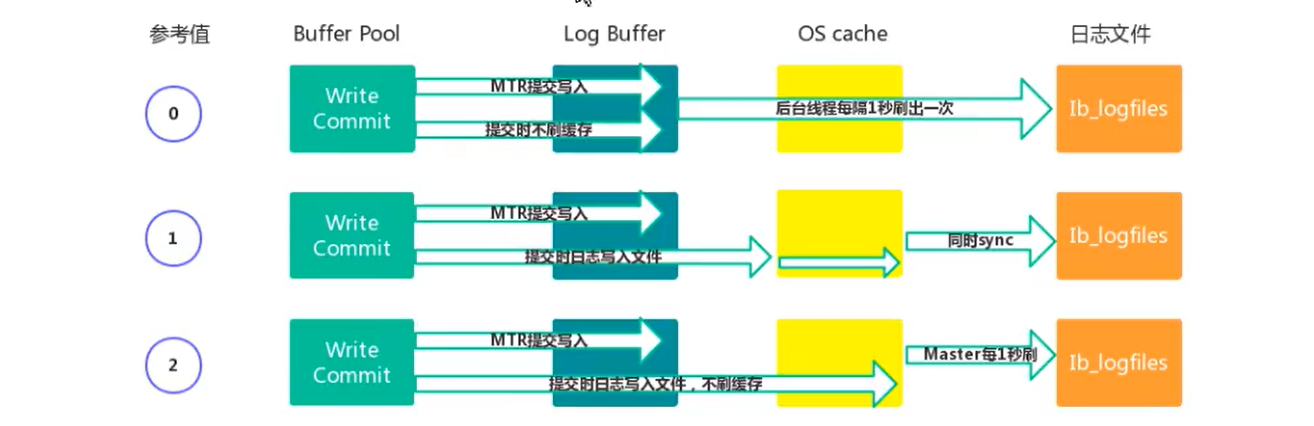 参考值 Buffer Pool Log Buffer OS cache 日志文件
0
Write
Commit
MTR提交写入
提交时不刷缓存
后台线程每隔1秒刷出一次
Ib_logfiles
1
Write
Commit
MTR提交写入
提交时日志写入文件
同时sync
Ib_logfiles
2
Write
Commit
MTR提交写入
提交时日志写入文件，不刷缓存
Master每1秒刷
Ib_logfiles